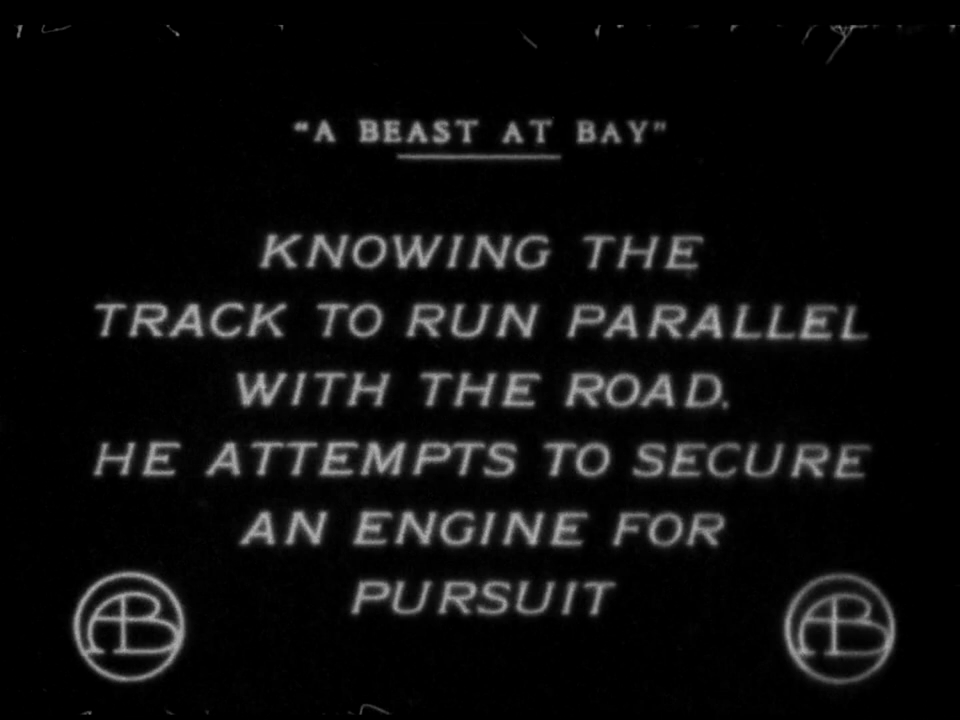 "A BEAST AT BAY"
KNOWING THE
TRACK TO RUN PARALLEL
WITH THE ROAD.
HE ATTEMPTS TO SECURE
AN ENGINE FOR
PURSUIT
AB
AB